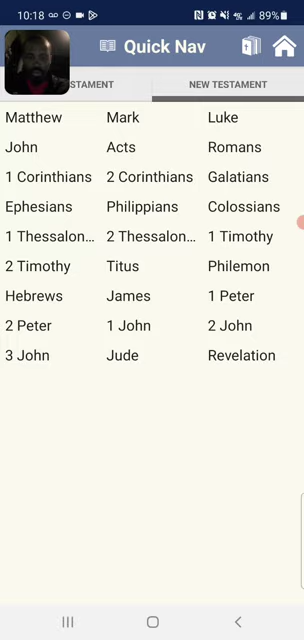 10:18 89%
Quick Nav
STAMENT NEW TESTAMENT
Matthew Mark Luke
John Acts Romans
1 Corinthians 2 Corinthians Galatians
Ephesians Philippians Colossians
1 Thessalon... 2 Thessalon... 1 Timothy
2 Timothy Titus Philemon
Hebrews James 1 Peter
2 Peter 1 John 2 John
3 John Jude Revelation